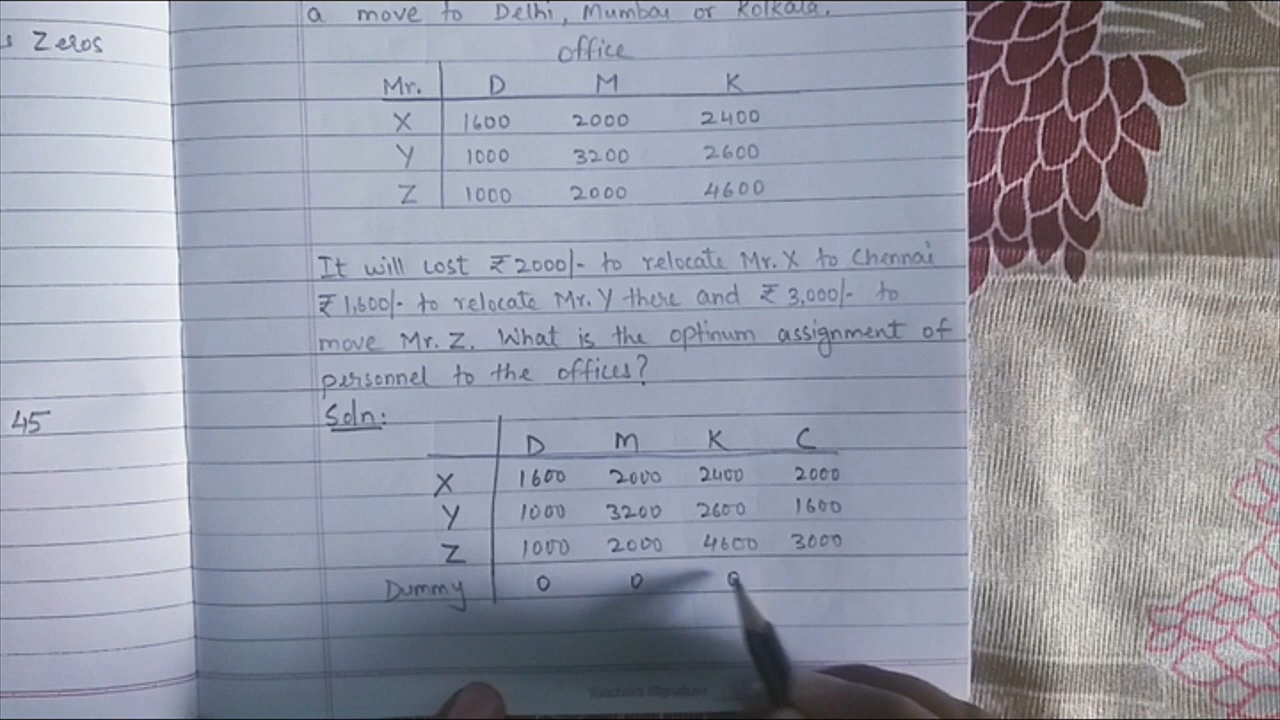 s Zeros
45
a move to Delhi, Mumbai or Kolkata.
office
Mr. D M K
X 1600 2000 2400
Y 1000 3200 2600
Z 1000 2000 4600
It will cost ₹2000/- to relocate Mr. X to Chennai
₹1,600/- to relocate Mr. Y there and ₹3,000/- to
move Mr. Z. What is the optinum assignment of
personnel to the offices?
Soln:
D M K C
X 1600 2000 2400 2000
Y 1000 3200 2600 1600
Z 1000 2000 4600 3000
Dummy 0 0 0
Teachers Signature